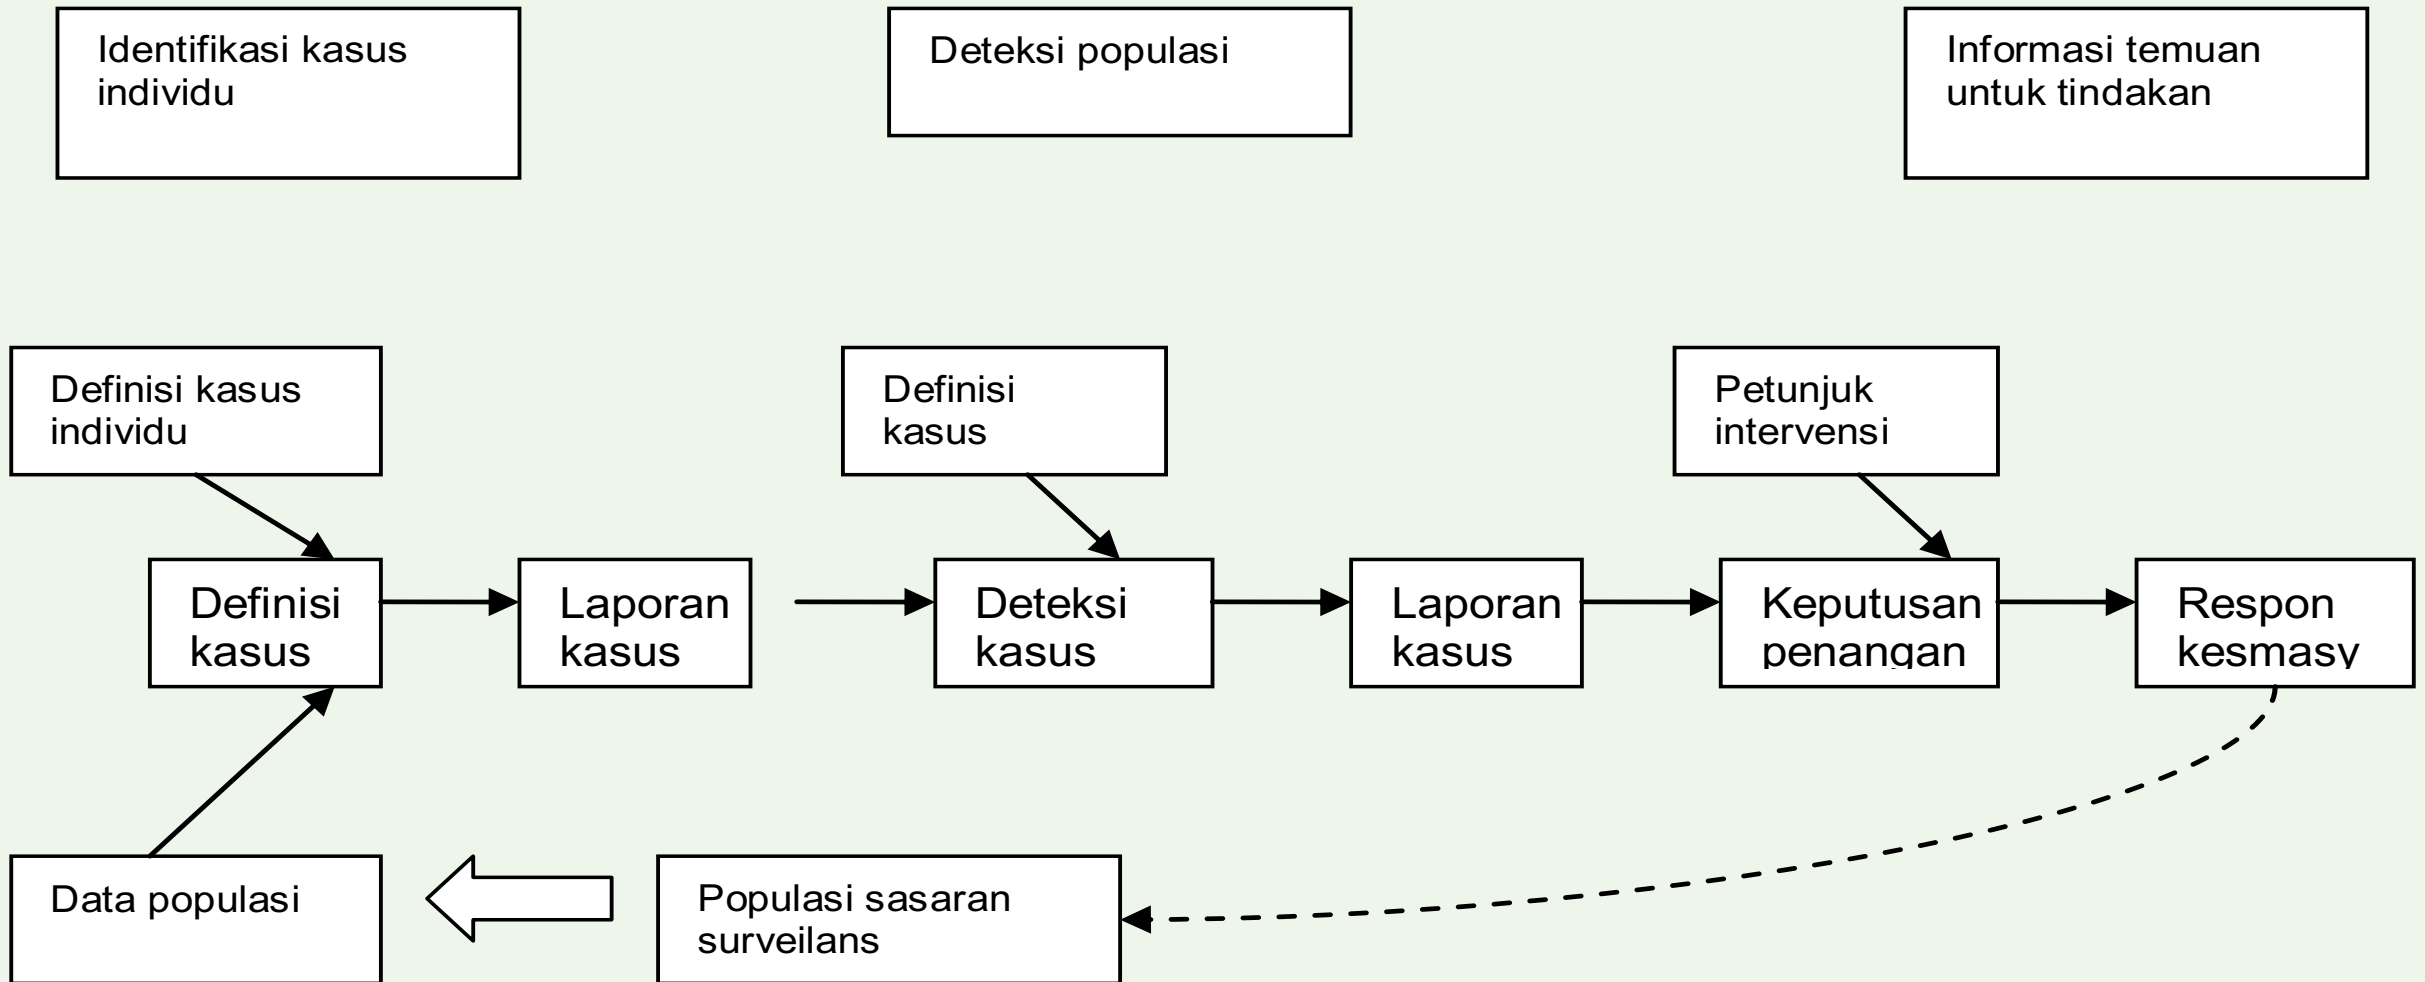 Identifikasi kasus
individu
Deteksi populasi
Informasi temuan
untuk tindakan
Definisi kasus
individu
Definisi
kasus
Petunjuk
intervensi
Definisi
kasus
Laporan
kasus
Deteksi
kasus
Laporan
kasus
Keputusan
penangan
Respon
kesmasy
Data populasi
Populasi sasaran
surveilans